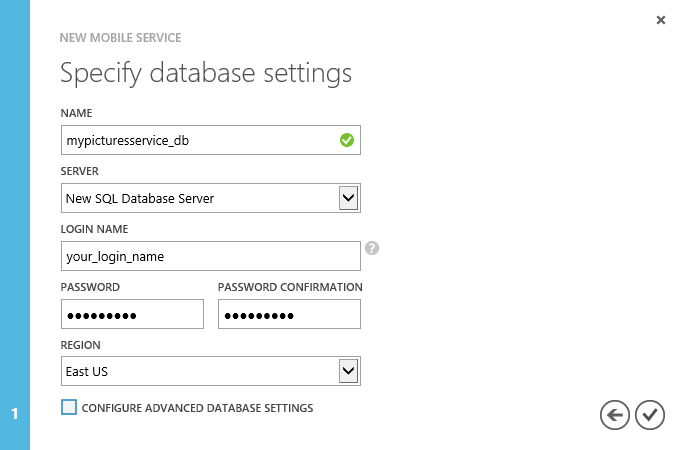 NEW MOBILE SERVICE
Specify database settings
NAME
mypicturesservice_db
SERVER
New SQL Database Server
LOGIN NAME
your_login_name
?
PASSWORD PASSWORD CONFIRMATION
●●●●●●●●● ●●●●●●●●●
REGION
East US
CONFIGURE ADVANCED DATABASE SETTINGS
1